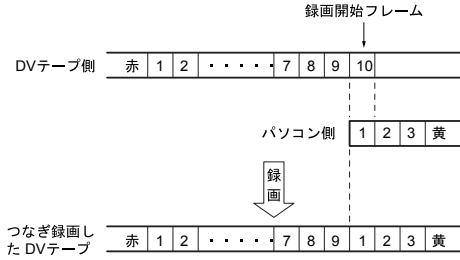 録画開始フレーム
DVテープ側 赤 1 2 ・・・・・ 7 8 9 10
パソコン側 1 2 3 黄
録
画
つなぎ録画し
た DVテープ 赤 1 2 ・・・・・ 7 8 9 1 2 3 黄